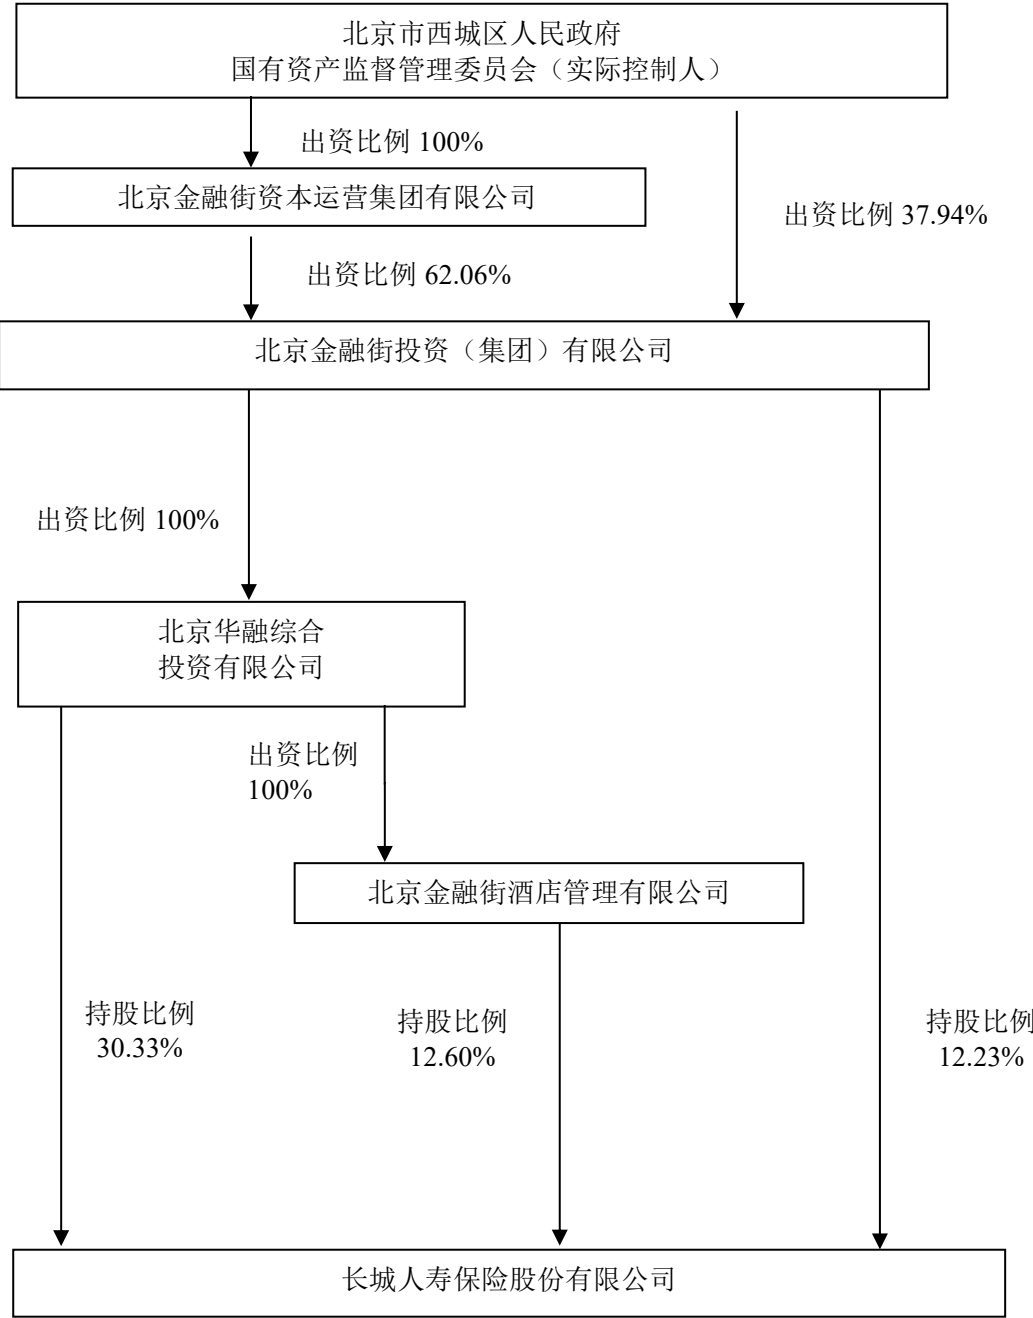 北京市西城区人民政府
国有资产监督管理委员会（实际控制人）
出资比例 100%
北京金融街资本运营集团有限公司
出资比例 37.94%
出资比例 62.06%
北京金融街投资（集团）有限公司
出资比例 100%
北京华融综合
投资有限公司
出资比例
100%
北京金融街酒店管理有限公司
持股比例
30.33%
持股比例
12.60%
持股比例
12.23%
长城人寿保险股份有限公司